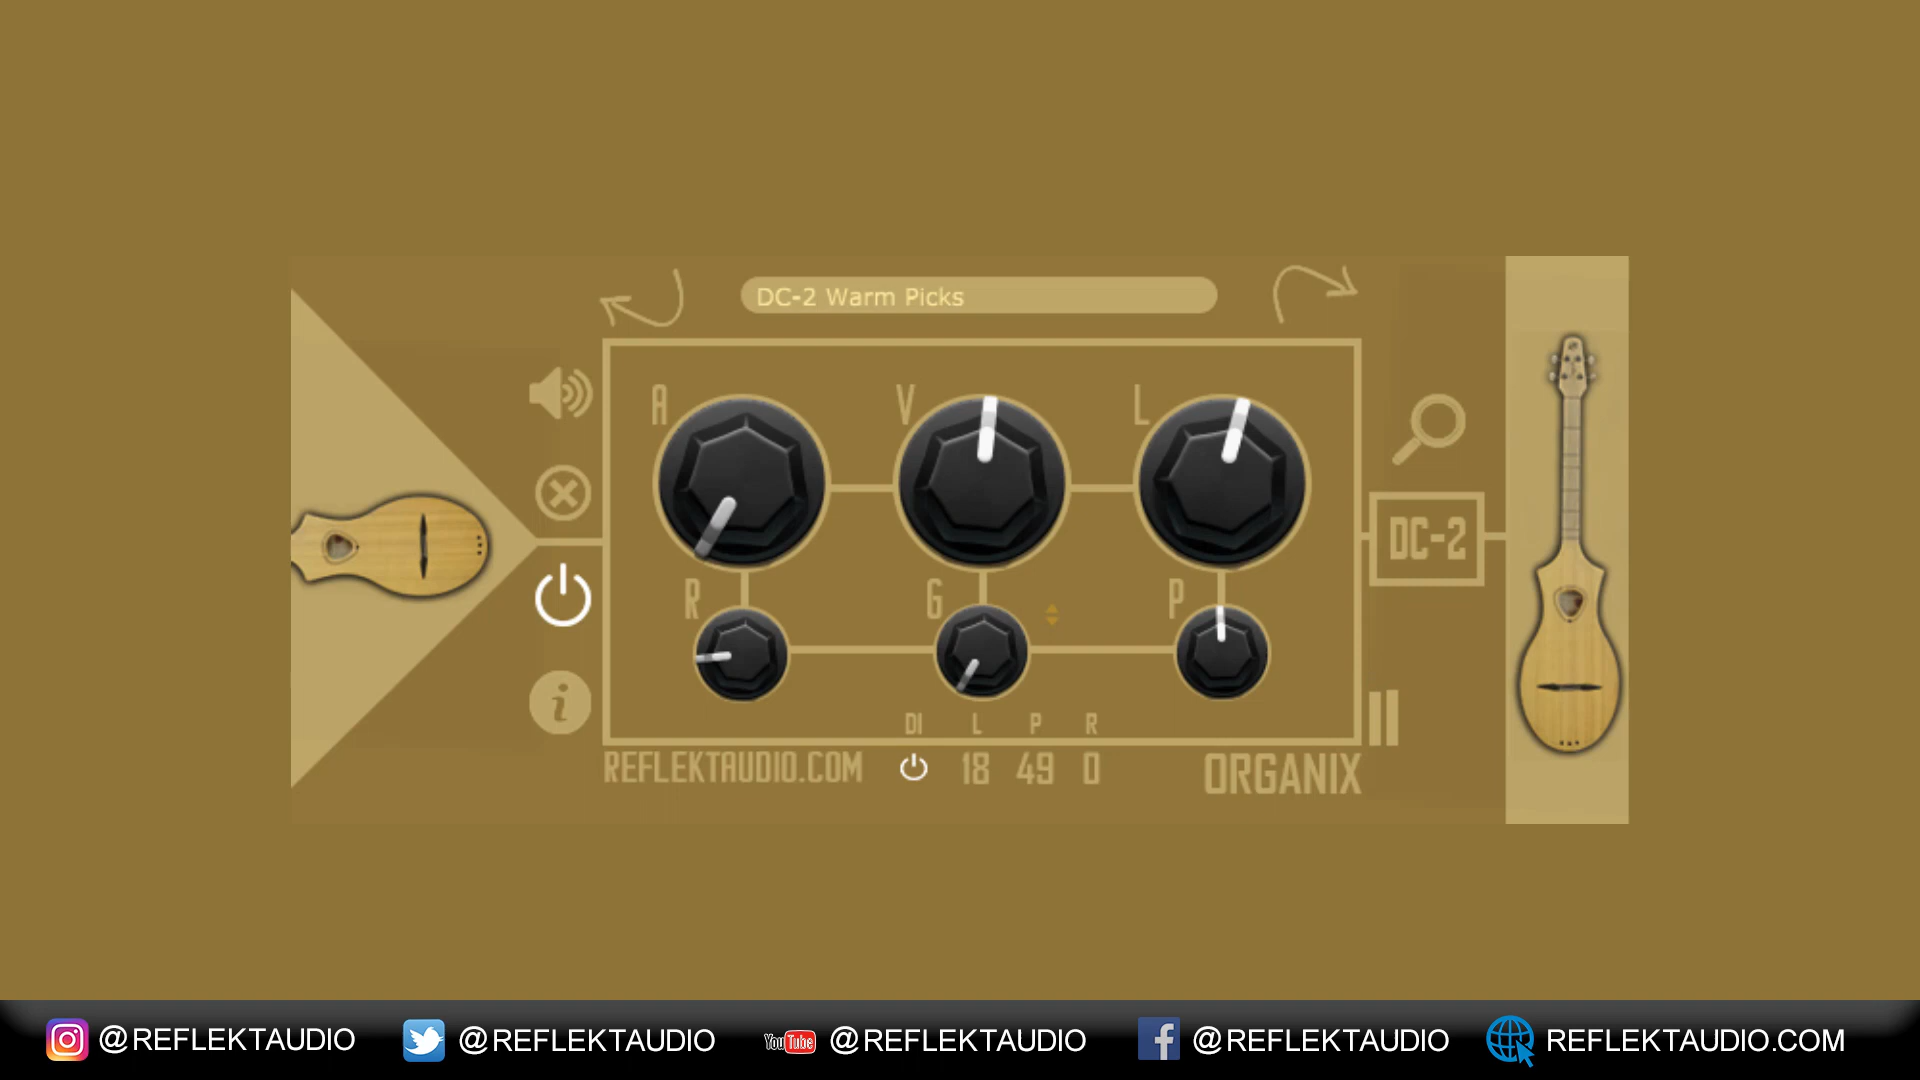 DC-2 Warm Picks
A
V
L
DC-2
R
G
P
i
DI L P R
REFLEKTAUDIO.COM
18 49 0
ORGANIX
@REFLEKTAUDIO
@REFLEKTAUDIO
YouTube @REFLEKTAUDIO
f @REFLEKTAUDIO
REFLEKTAUDIO.COM